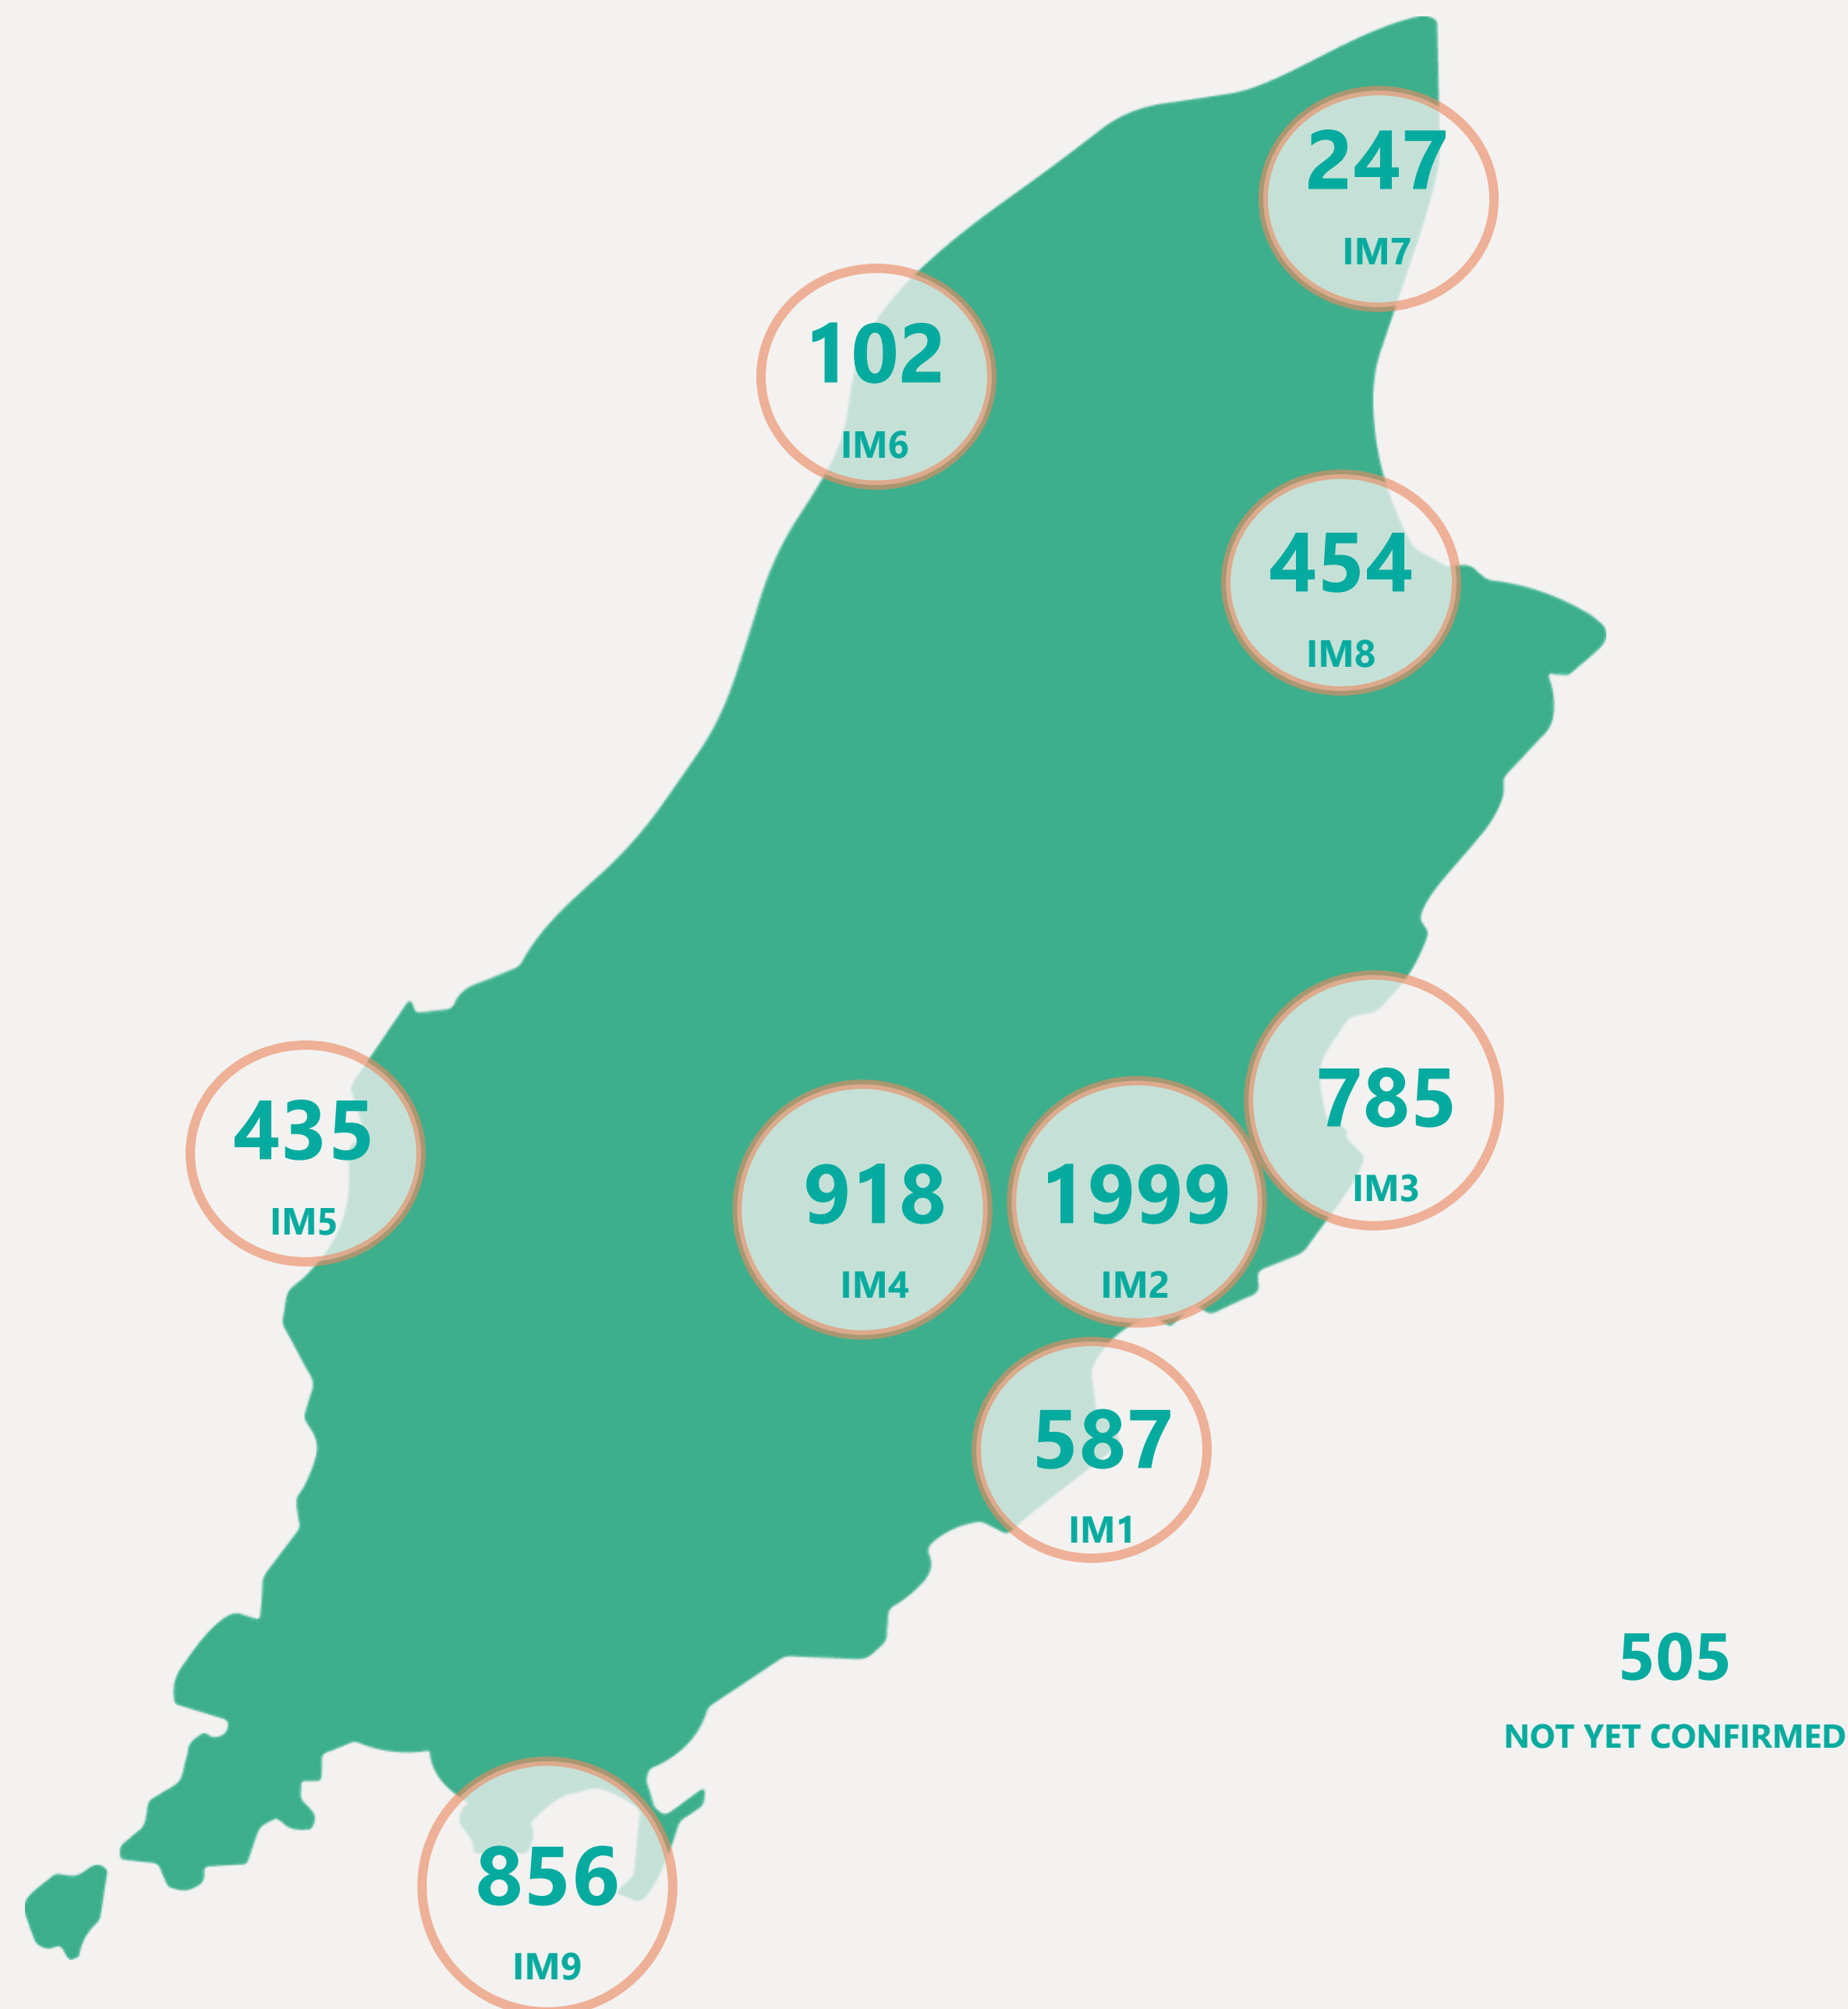 247
IM7
102
IM6
454
IM8
785
IM3
435
IM5
918
IM4
1999
IM2
587
IM1
505
NOT YET CONFIRMED
856
IM9